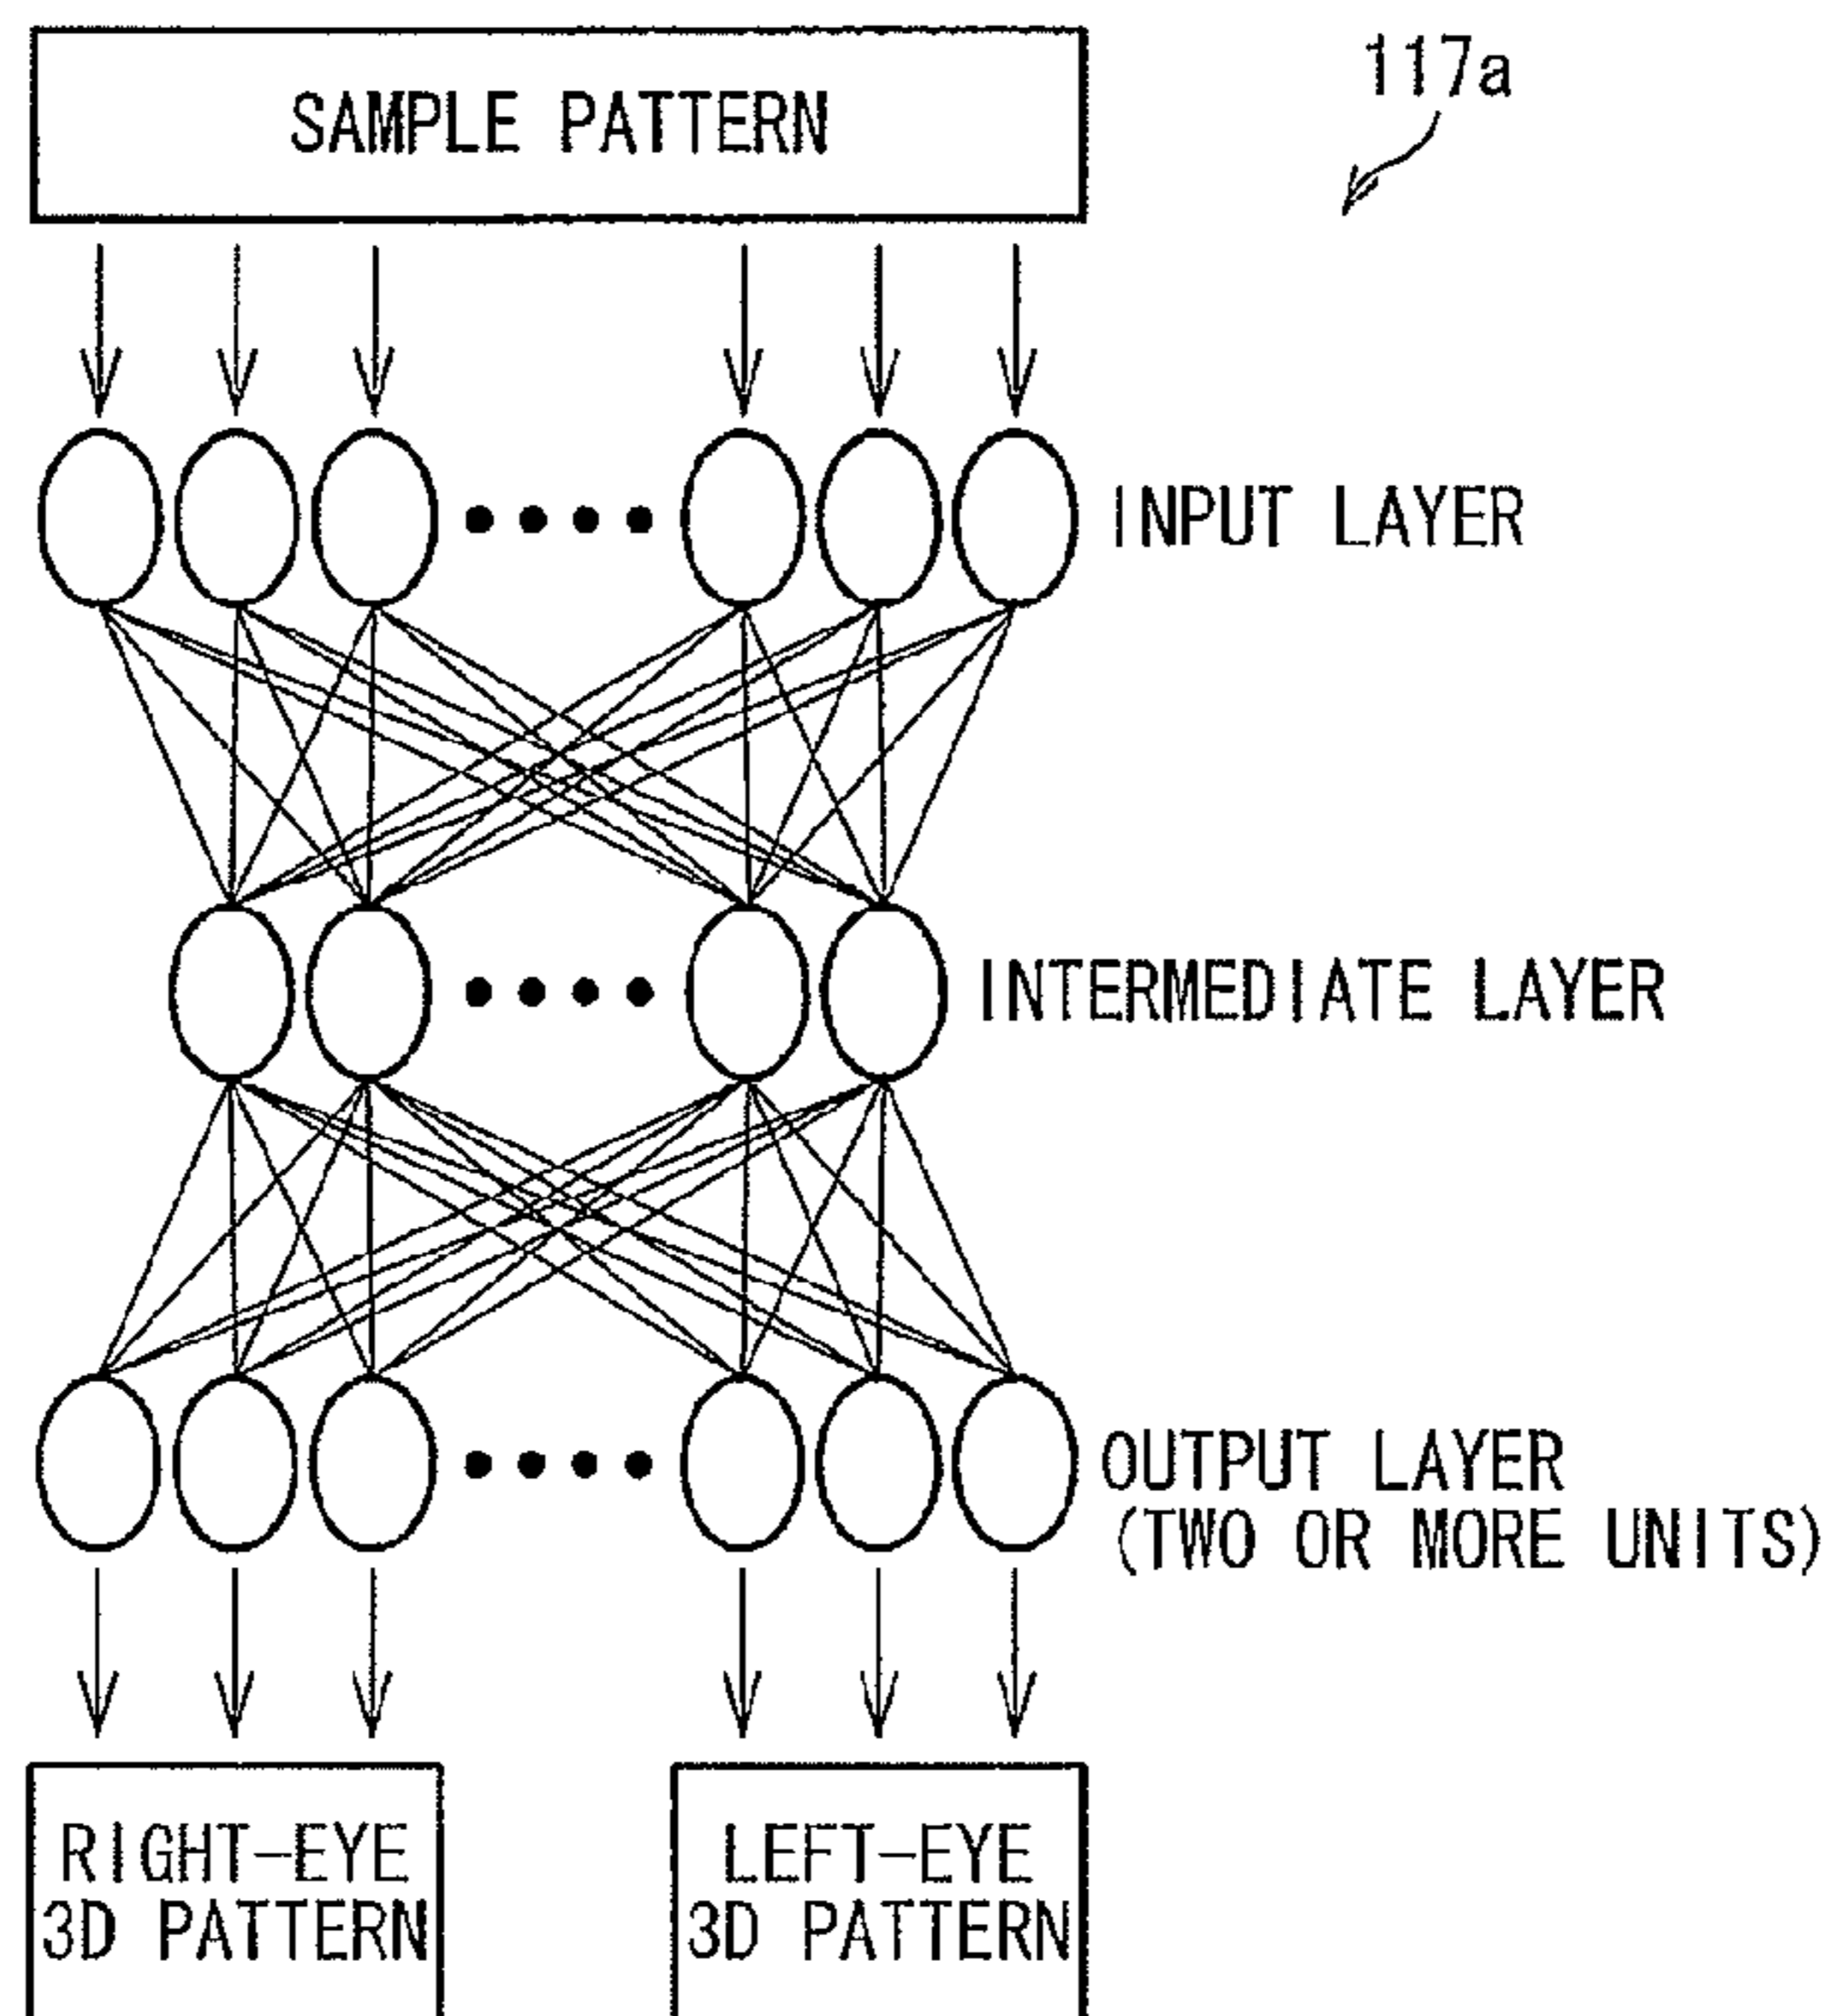 SAMPLE PATTERN
117a
INPUT LAYER
INTERMEDIATE LAYER
OUTPUT LAYER
(TWO OR MORE UNITS)
RIGHT-EYE
3D PATTERN
LEFT-EYE
3D PATTERN